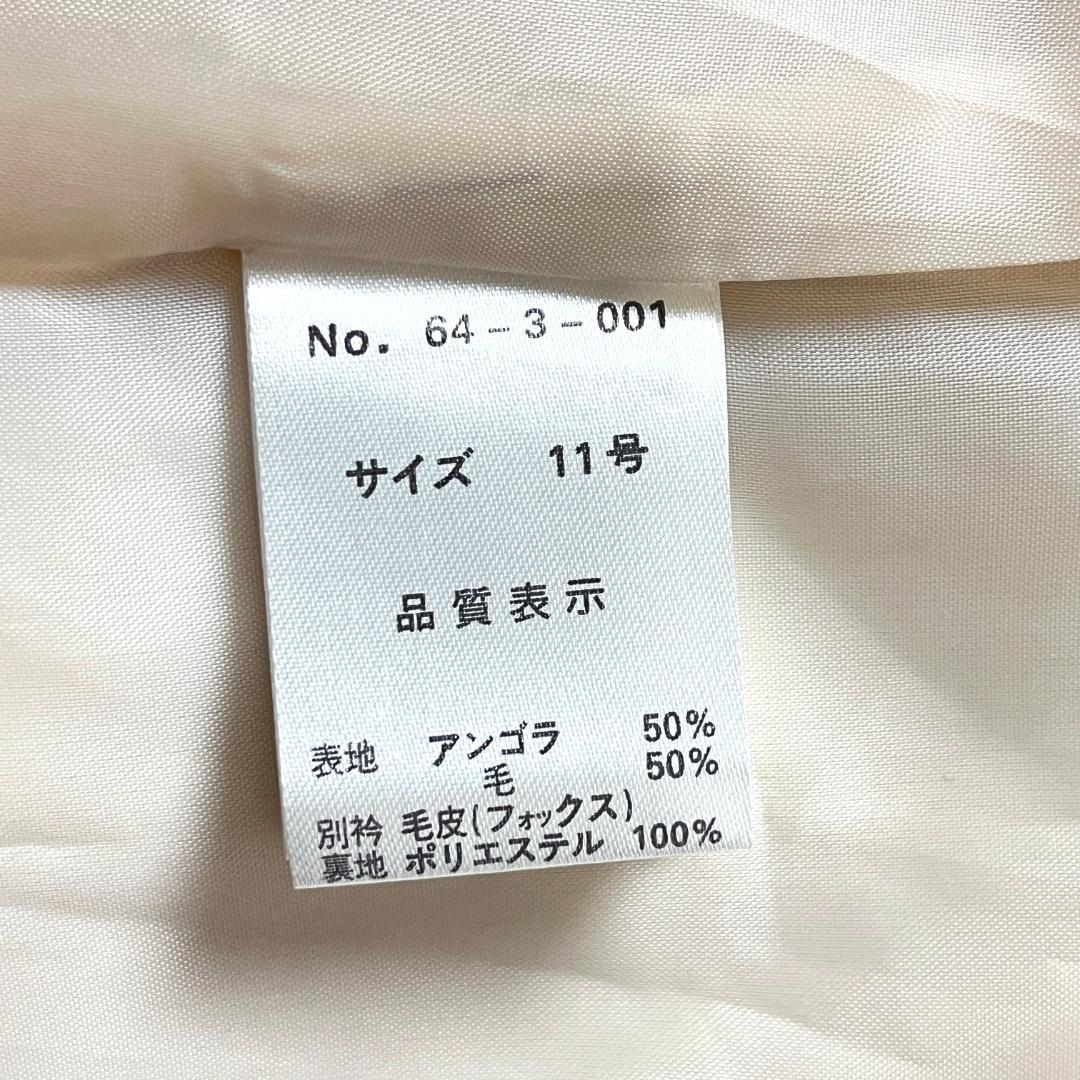 No. 64-3-001
サイズ 11号
品質表示
表地 アンゴラ 50%
毛 50%
別衿 毛皮(フォックス)
裏地 ポリエステル 100%